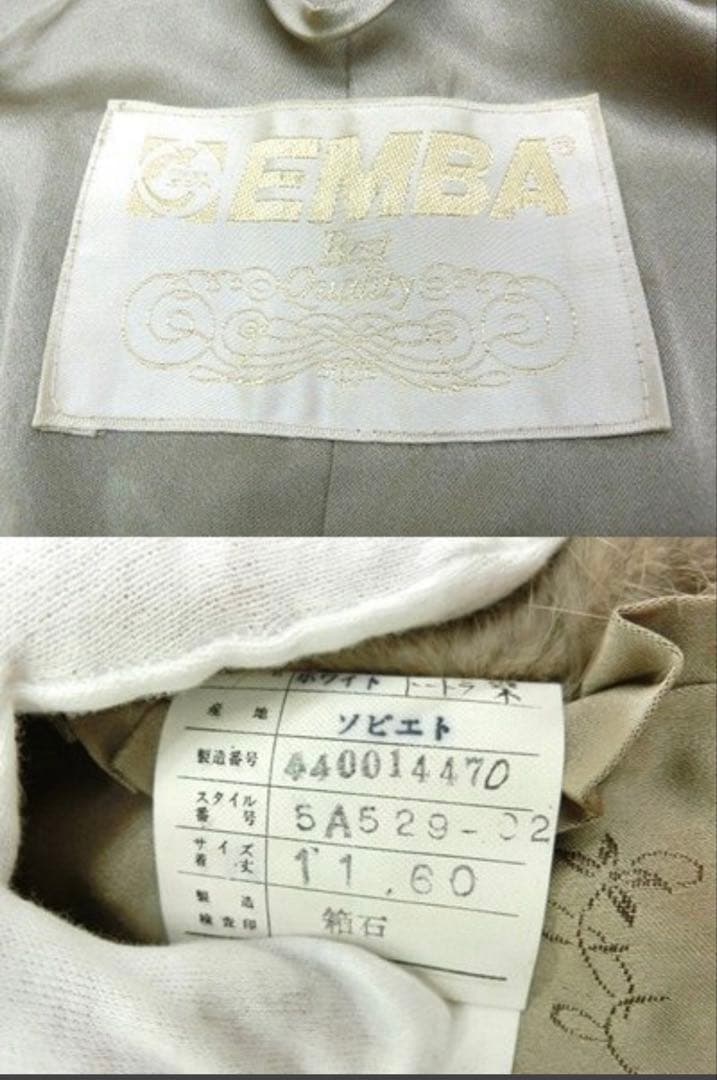 EMBA®
Best
Quality
ホワイト
産地 ソビエト
製造番号 440014470
スタイル
番号 5A529-02
サイズ
着丈 11.60
製造
検査印 箱石